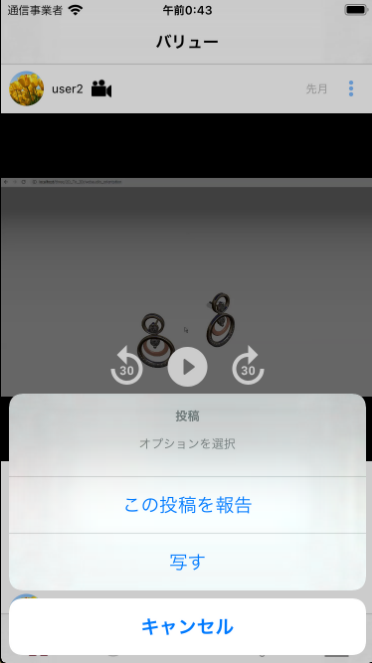 通信事業者 午前0:43
バリュー
user2 先月
30 30
投稿
オプションを選択
この投稿を報告
写す
キャンセル